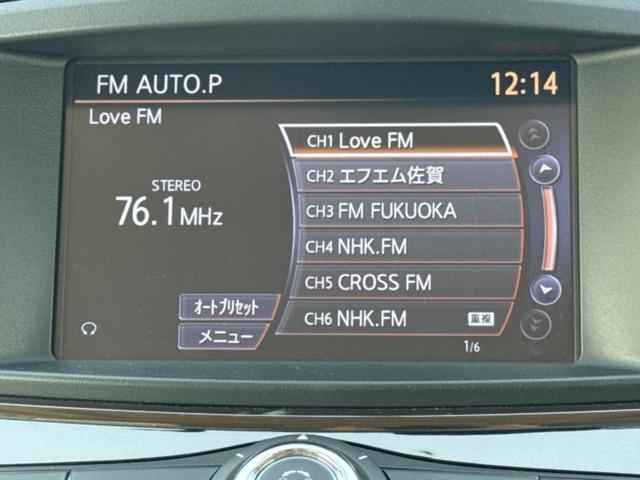 FM AUTO.P
12:14
Love FM
STEREO
76.1MHz
CH1 Love FM
CH2 エフエム佐賀
CH3 FM FUKUOKA
CH4 NHK.FM
CH5 CROSS FM
CH6 NHK.FM 重複
オートプリセット
メニュー
1/6